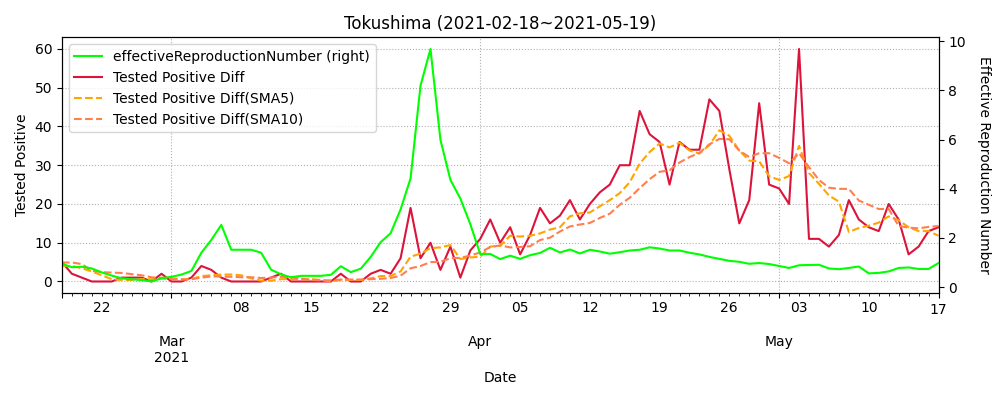 Tokushima (2021-02-18~2021-05-19)
effectiveReproductionNumber (right)
Tested Positive Diff
Tested Positive Diff(SMA5)
Tested Positive Diff(SMA10)
Tested Positive
60
50
40
30
20
10
0
Effective Reproduction Number
10
8
6
4
2
0
22 08 15 22 29 05 12 19 26 03 10 17
Mar Apr May
2021
Date